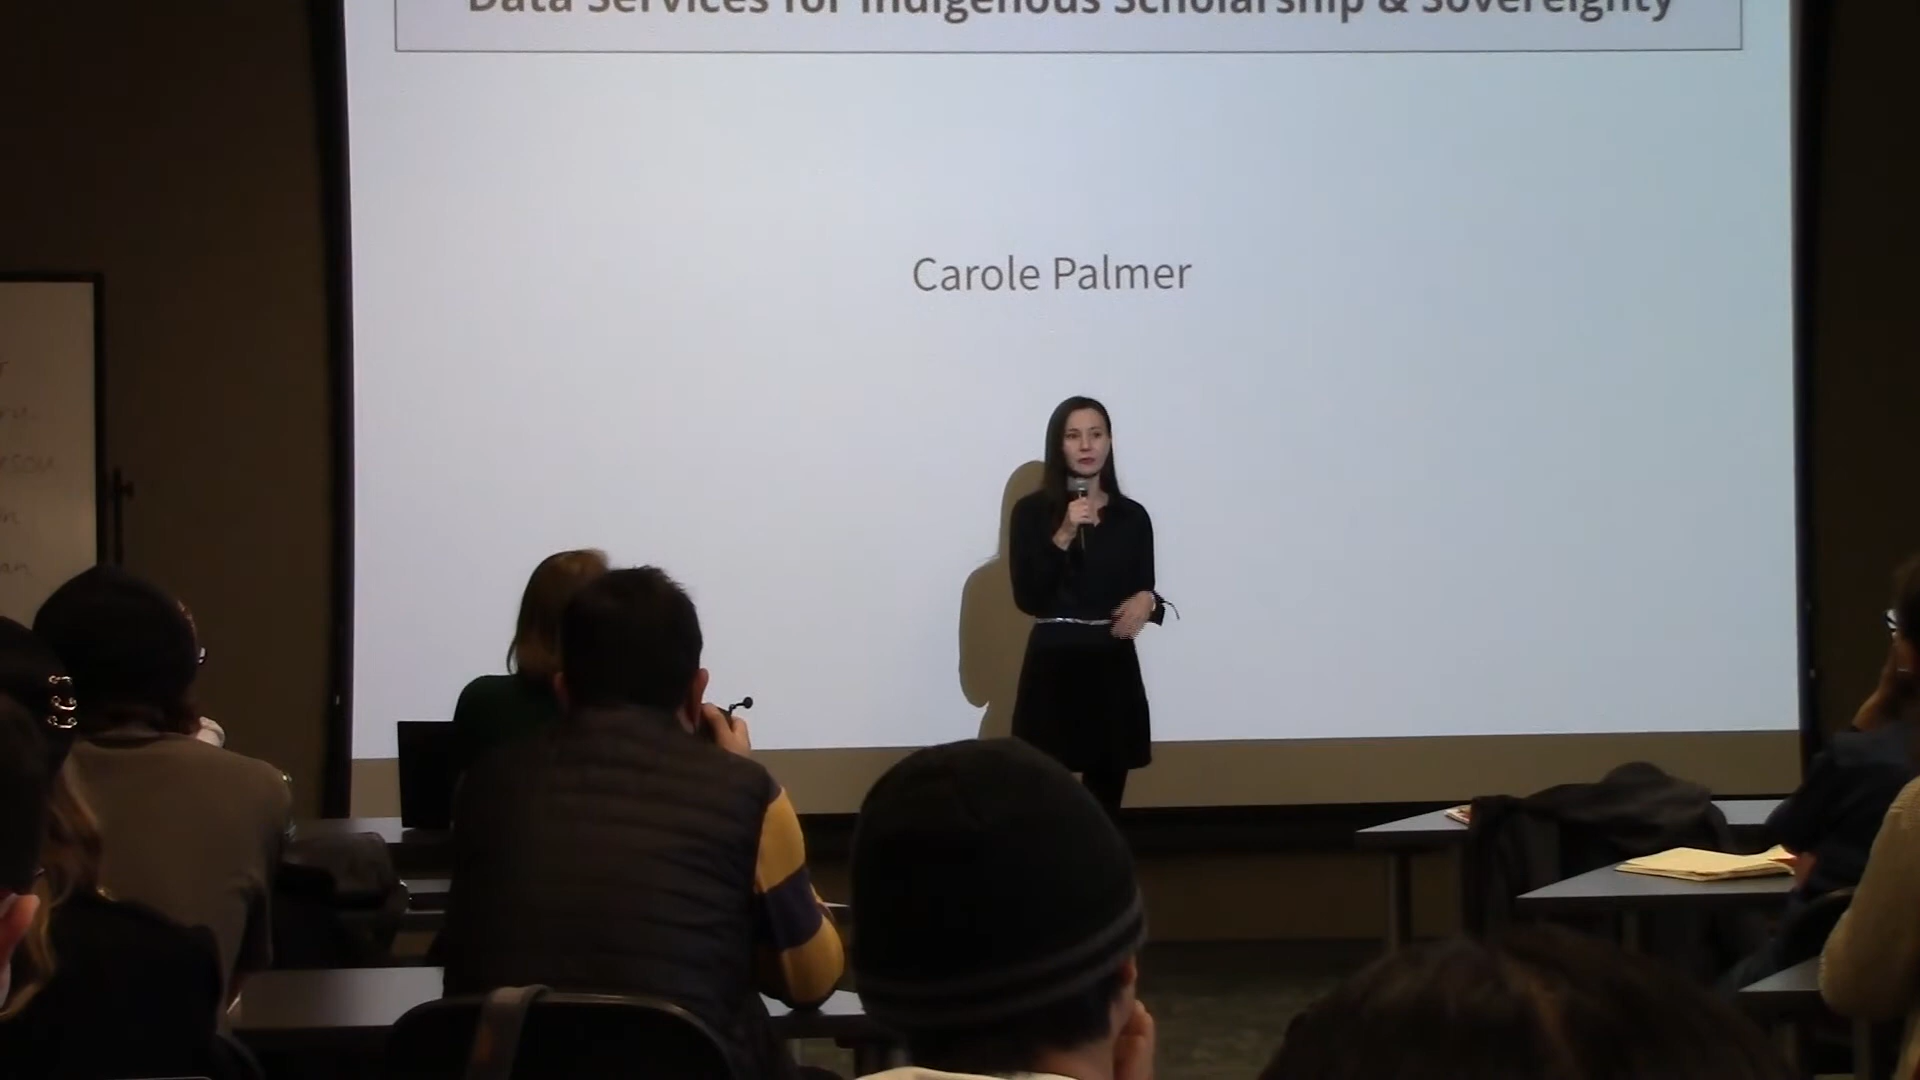 Data Services for Indigenous Scholarship & Sovereignty
Carole Palmer